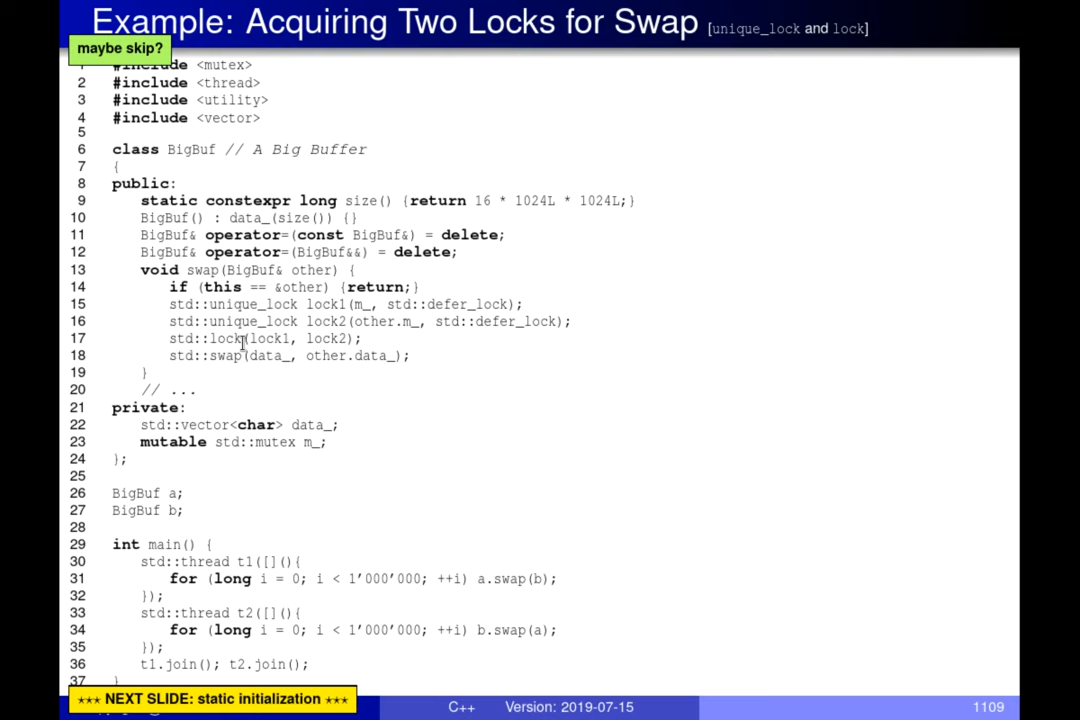 Example: Acquiring Two Locks for Swap [unique_lock and lock]
maybe skip?
1 #include <mutex>
2 #include <thread>
3 #include <utility>
4 #include <vector>
5
6 class BigBuf // A Big Buffer
7 {
8 public:
9 static constexpr long size() {return 16 * 1024L * 1024L;}
10 BigBuf() : data_(size()) {}
11 BigBuf& operator=(const BigBuf&) = delete;
12 BigBuf& operator=(BigBuf&&) = delete;
13 void swap(BigBuf& other) {
14 if (this == &other) {return;}
15 std::unique_lock lock1(m_, std::defer_lock);
16 std::unique_lock lock2(other.m_, std::defer_lock);
17 std::lock(lock1, lock2);
18 std::swap(data_, other.data_);
19 }
20 // ...
21 private:
22 std::vector<char> data_;
23 mutable std::mutex m_;
24 };
25
26 BigBuf a;
27 BigBuf b;
28
29 int main() {
30 std::thread t1([](){
31 for (long i = 0; i < 1'000'000; ++i) a.swap(b);
32 });
33 std::thread t2([](){
34 for (long i = 0; i < 1'000'000; ++i) b.swap(a);
35 });
36 t1.join(); t2.join();
37 }
*** NEXT SLIDE: static initialization ***
C++ Version: 2019-07-15 1109